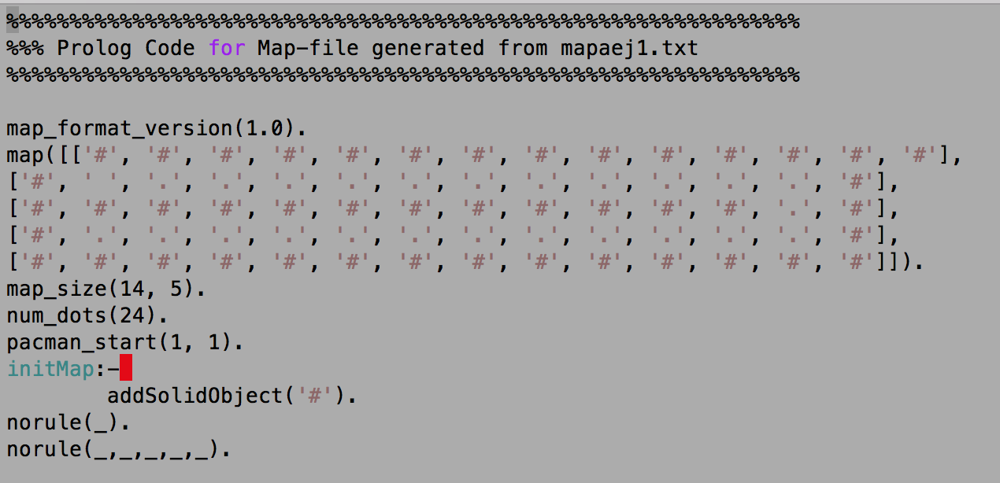 %%%%%%%%%%%%%%%%%%%%%%%%%%%%%%%%%%%%%%%%%%%%%%%%%%%%%%%%%%%%%%%
%%% Prolog Code for Map-file generated from mapaej1.txt
%%%%%%%%%%%%%%%%%%%%%%%%%%%%%%%%%%%%%%%%%%%%%%%%%%%%%%%%%%%%%%%
map_format_version(1.0).
map([['#', '#', '#', '#', '#', '#', '#', '#', '#', '#', '#', '#', '#', '#'],
['#', ' ', '.', '.', '.', '.', '.', '.', '.', '.', '.', '.', '.', '#'],
['#', '#', '#', '#', '#', '#', '#', '#', '#', '#', '#', '#', '.', '#'],
['#', '.', '.', '.', '.', '.', '.', '.', '.', '.', '.', '.', '.', '#'],
['#', '#', '#', '#', '#', '#', '#', '#', '#', '#', '#', '#', '#', '#']]).
map_size(14, 5).
num_dots(24).
pacman_start(1, 1).
initMap:-
        addSolidObject('#').
norule(_).
norule(_,_,_,_,_).